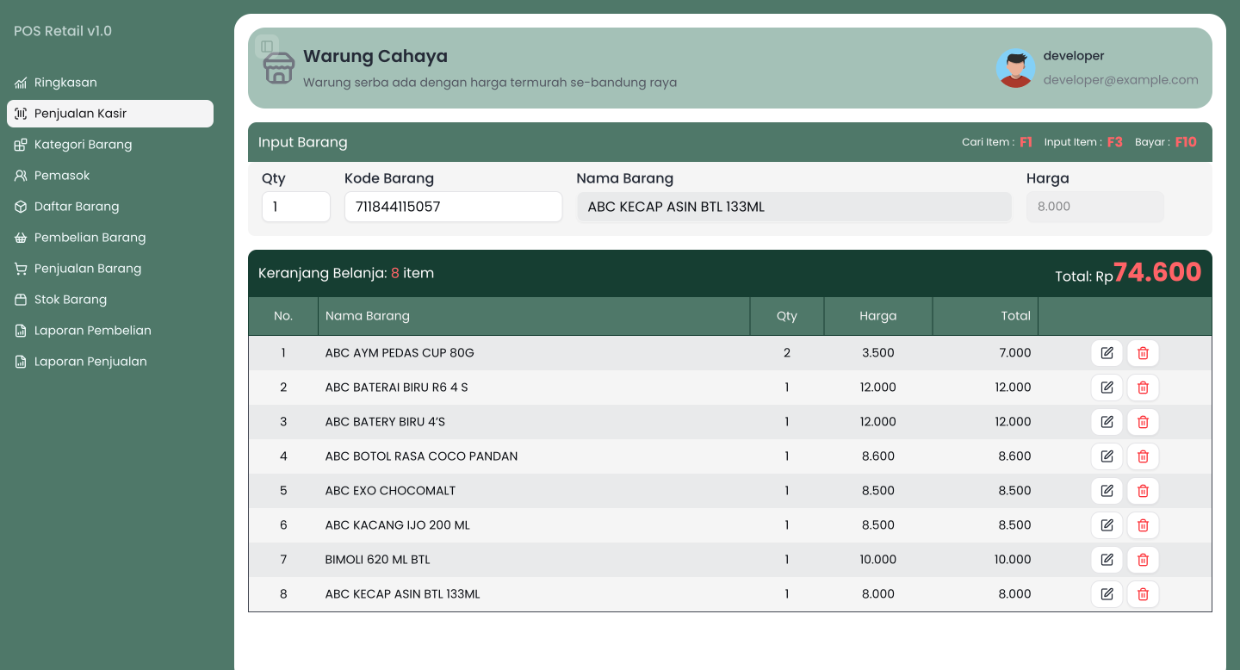 POS Retail v1.0
Ringkasan
Penjualan Kasir
Kategori Barang
Pemasok
Daftar Barang
Pembelian Barang
Penjualan Barang
Stok Barang
Laporan Pembelian
Laporan Penjualan
Warung Cahaya
Warung serba ada dengan harga termurah se-bandung raya
developer
developer@example.com
Input Barang
Cari Item : F1 Input Item : F3 Bayar : F10
Qty Kode Barang Nama Barang Harga
1 711844115057 ABC KECAP ASIN BTL 133ML 8.000
Keranjang Belanja: 8 item Total: Rp74.600
No. Nama Barang Qty Harga Total
1 ABC AYM PEDAS CUP 80G 2 3.500 7.000
2 ABC BATERAI BIRU R6 4 S 1 12.000 12.000
3 ABC BATERY BIRU 4'S 1 12.000 12.000
4 ABC BOTOL RASA COCO PANDAN 1 8.600 8.600
5 ABC EXO CHOCOMALT 1 8.500 8.500
6 ABC KACANG IJO 200 ML 1 8.500 8.500
7 BIMOLI 620 ML BTL 1 10.000 10.000
8 ABC KECAP ASIN BTL 133ML 1 8.000 8.000